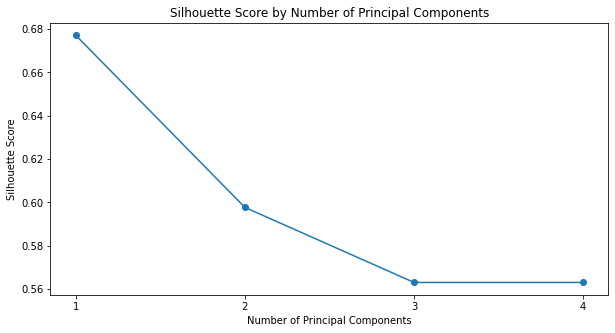 Silhouette Score by Number of Principal Components
0.68
0.66
0.64
0.62
0.60
0.58
0.56
Silhouette Score
1 2 3 4
Number of Principal Components